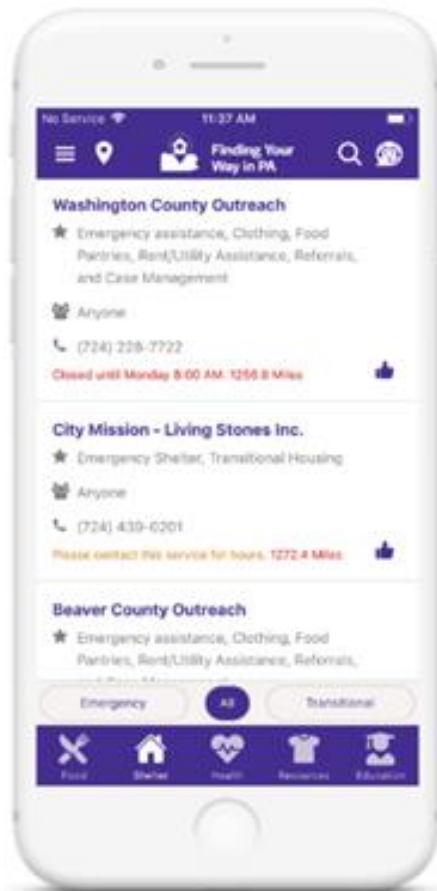 No Service
11:37 AM
Finding Your
Way in PA
Washington County Outreach
Emergency assistance, Clothing, Food
Pantries, Rent/Utility Assistance, Referrals,
and Case Management
Anyone
(724) 228-7722
Closed until Monday 8:00 AM. 1256.8 Miles
City Mission - Living Stones Inc.
Emergency Shelter, Transitional Housing
Anyone
(724) 439-0201
Please contact this service for hours. 1272.4 Miles
Beaver County Outreach
Emergency assistance, Clothing, Food
Pantries, Rent/Utility Assistance, Referrals,
and Case Management
Emergency
All
Transitional
Food
Shelter
Health
Resources
Education